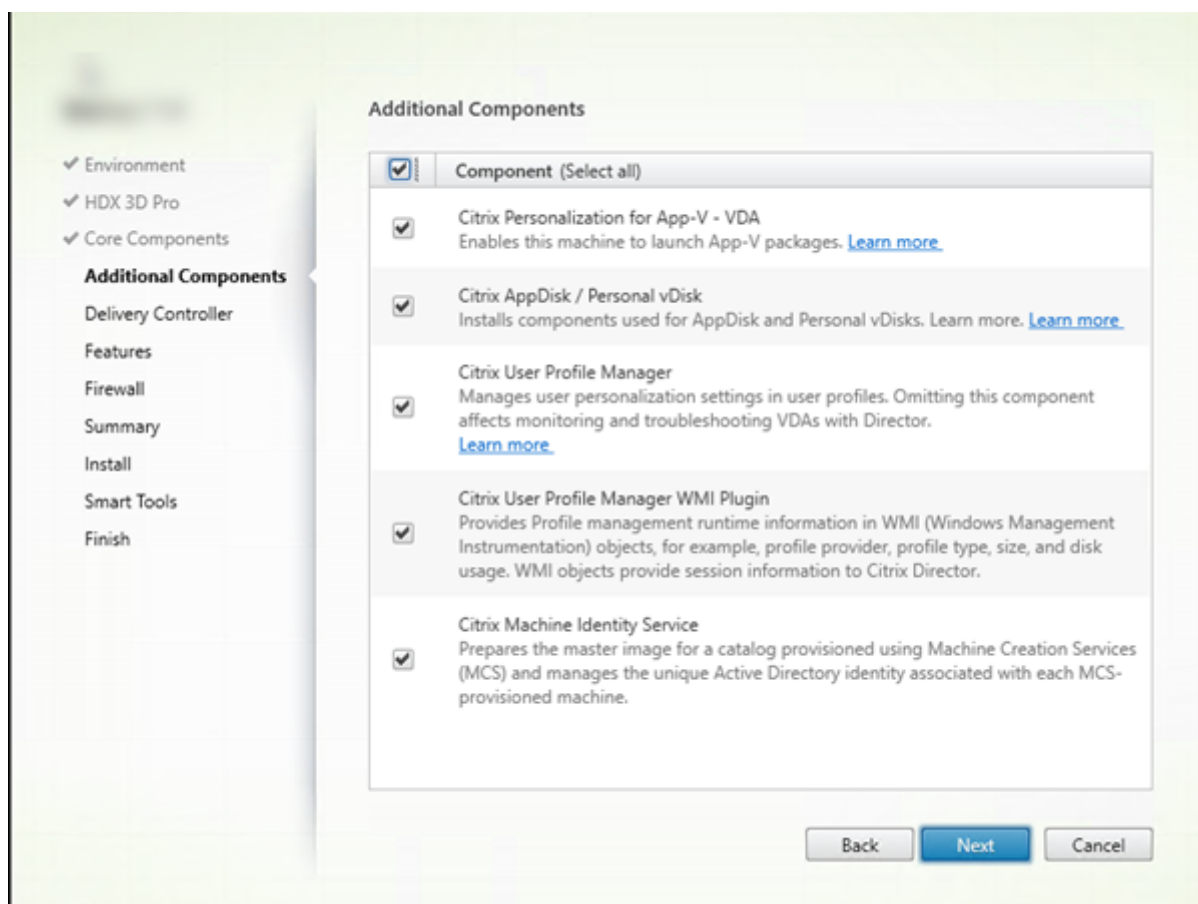 Additional Components
Environment
HDX 3D Pro
Core Components
Additional Components
Delivery Controller
Features
Firewall
Summary
Install
Smart Tools
Finish
Component (Select all)
Citrix Personalization for App-V - VDA
Enables this machine to launch App-V packages. Learn more
Citrix AppDisk / Personal vDisk
Installs components used for AppDisk and Personal vDisks. Learn more. Learn more
Citrix User Profile Manager
Manages user personalization settings in user profiles. Omitting this component
affects monitoring and troubleshooting VDAs with Director.
Learn more
Citrix User Profile Manager WMI Plugin
Provides Profile management runtime information in WMI (Windows Management
Instrumentation) objects, for example, profile provider, profile type, size, and disk
usage. WMI objects provide session information to Citrix Director.
Citrix Machine Identity Service
Prepares the master image for a catalog provisioned using Machine Creation Services
(MCS) and manages the unique Active Directory identity associated with each MCS-
provisioned machine.
Back
Next
Cancel